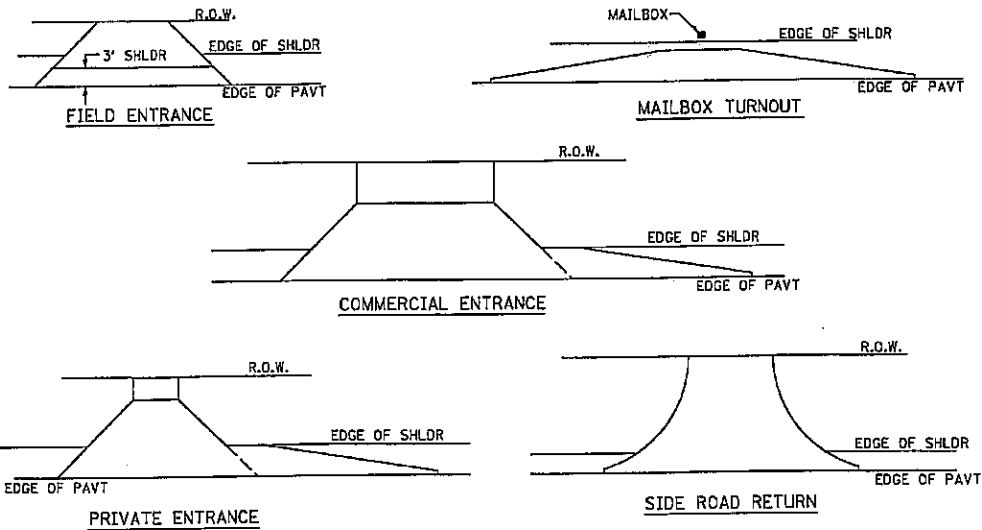 R.O.W.
3' SHLDR
EDGE OF SHLDR
EDGE OF PAVT
FIELD ENTRANCE
MAILBOX
EDGE OF SHLDR
EDGE OF PAVT
MAILBOX TURNOUT
R.O.W.
EDGE OF SHLDR
EDGE OF PAVT
COMMERCIAL ENTRANCE
R.O.W.
EDGE OF SHLDR
EDGE OF PAVT
PRIVATE ENTRANCE
R.O.W.
EDGE OF SHLDR
EDGE OF PAVT
SIDE ROAD RETURN